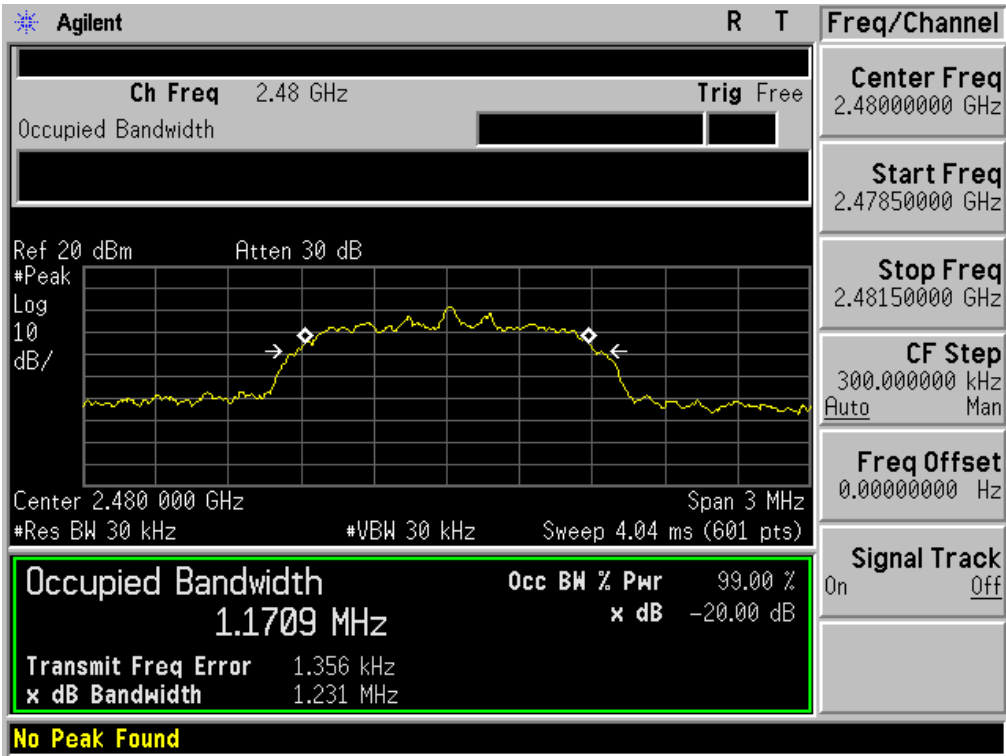 Agilent R T
Ch Freq 2.48 GHz Trig Free
Occupied Bandwidth
Ref 20 dBm Atten 30 dB
#Peak
Log
10
dB/
Center 2.480 000 GHz Span 3 MHz
#Res BW 30 kHz #VBW 30 kHz Sweep 4.04 ms (601 pts)
Occupied Bandwidth Occ BW % Pwr 99.00 %
1.1709 MHz x dB -20.00 dB
Transmit Freq Error 1.356 kHz
x dB Bandwidth 1.231 MHz
No Peak Found
Freq/Channel
Center Freq
2.48000000 GHz
Start Freq
2.47850000 GHz
Stop Freq
2.48150000 GHz
CF Step
300.000000 kHz
Auto Man
Freq Offset
0.00000000 Hz
Signal Track
On Off